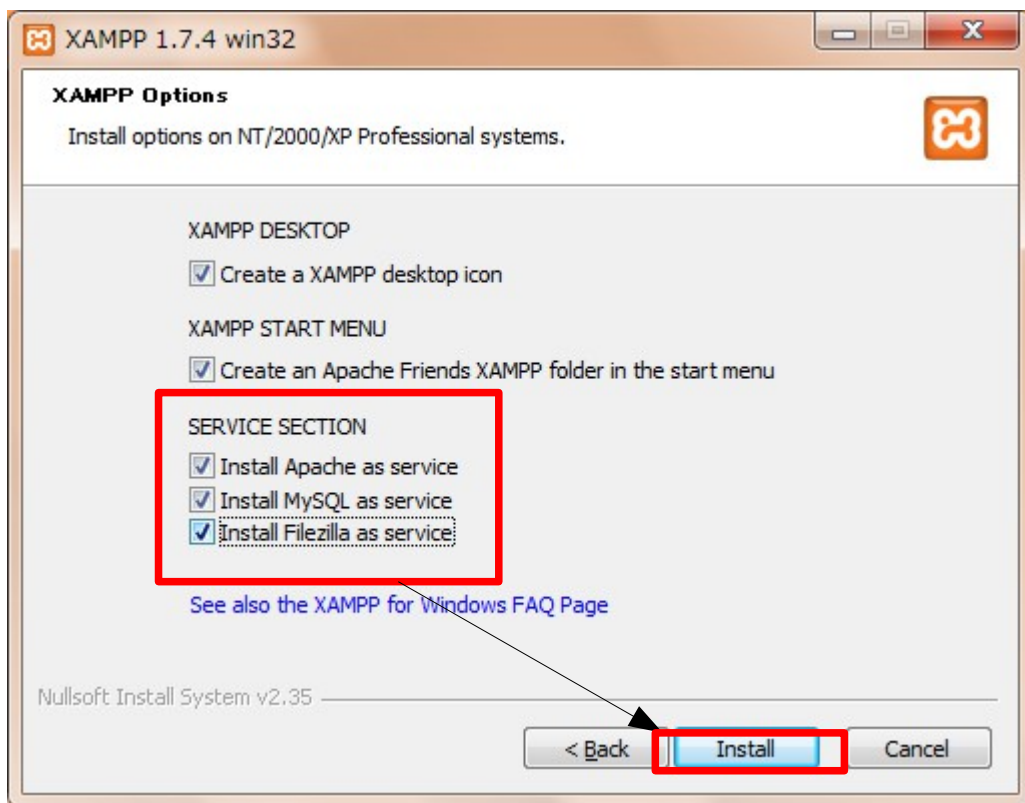 XAMPP 1.7.4 win32
XAMPP Options
Install options on NT/2000/XP Professional systems.
XAMPP DESKTOP
Create a XAMPP desktop icon
XAMPP START MENU
Create an Apache Friends XAMPP folder in the start menu
SERVICE SECTION
Install Apache as service
Install MySQL as service
Install Filezilla as service
See also the XAMPP for Windows FAQ Page
Nullsoft Install System v2.35
< Back Install Cancel